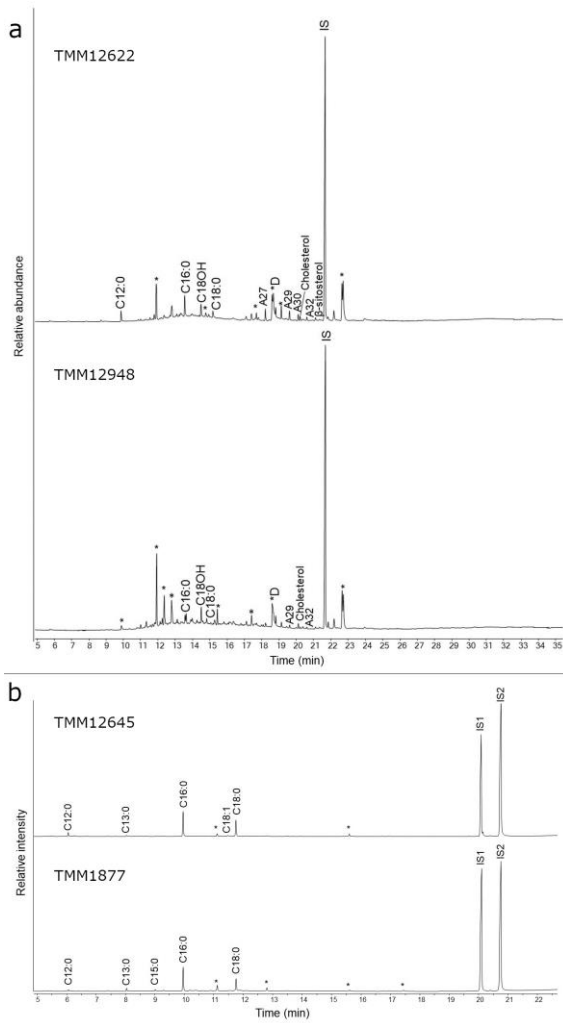 a
TMM12622
IS
Relative abundance
C12:0
*
C16:0
C18OH
*
C18:0
*
A27
*D
*
A29
A30
Cholesterol
A32
β-sitosterol
*
TMM12948
IS
*
*
*
*
C16:0
C18OH
C18:0
*
*
*D
A29
Cholesterol
A32
*
5 6 7 8 9 10 11 12 13 14 15 16 17 18 19 20 21 22 23 24 25 26 27 28 29 30 31 32 33 34 35
Time (min)
b
TMM12645
IS1
IS2
Relative intensity
C12:0
C13:0
C16:0
*
C18:1
C18:0
*
TMM1877
IS1
IS2
C12:0
C13:0
C15:0
C16:0
*
C18:0
*
*
*
5 6 7 8 9 10 11 12 13 14 15 16 17 18 19 20 21 22
Time (min)